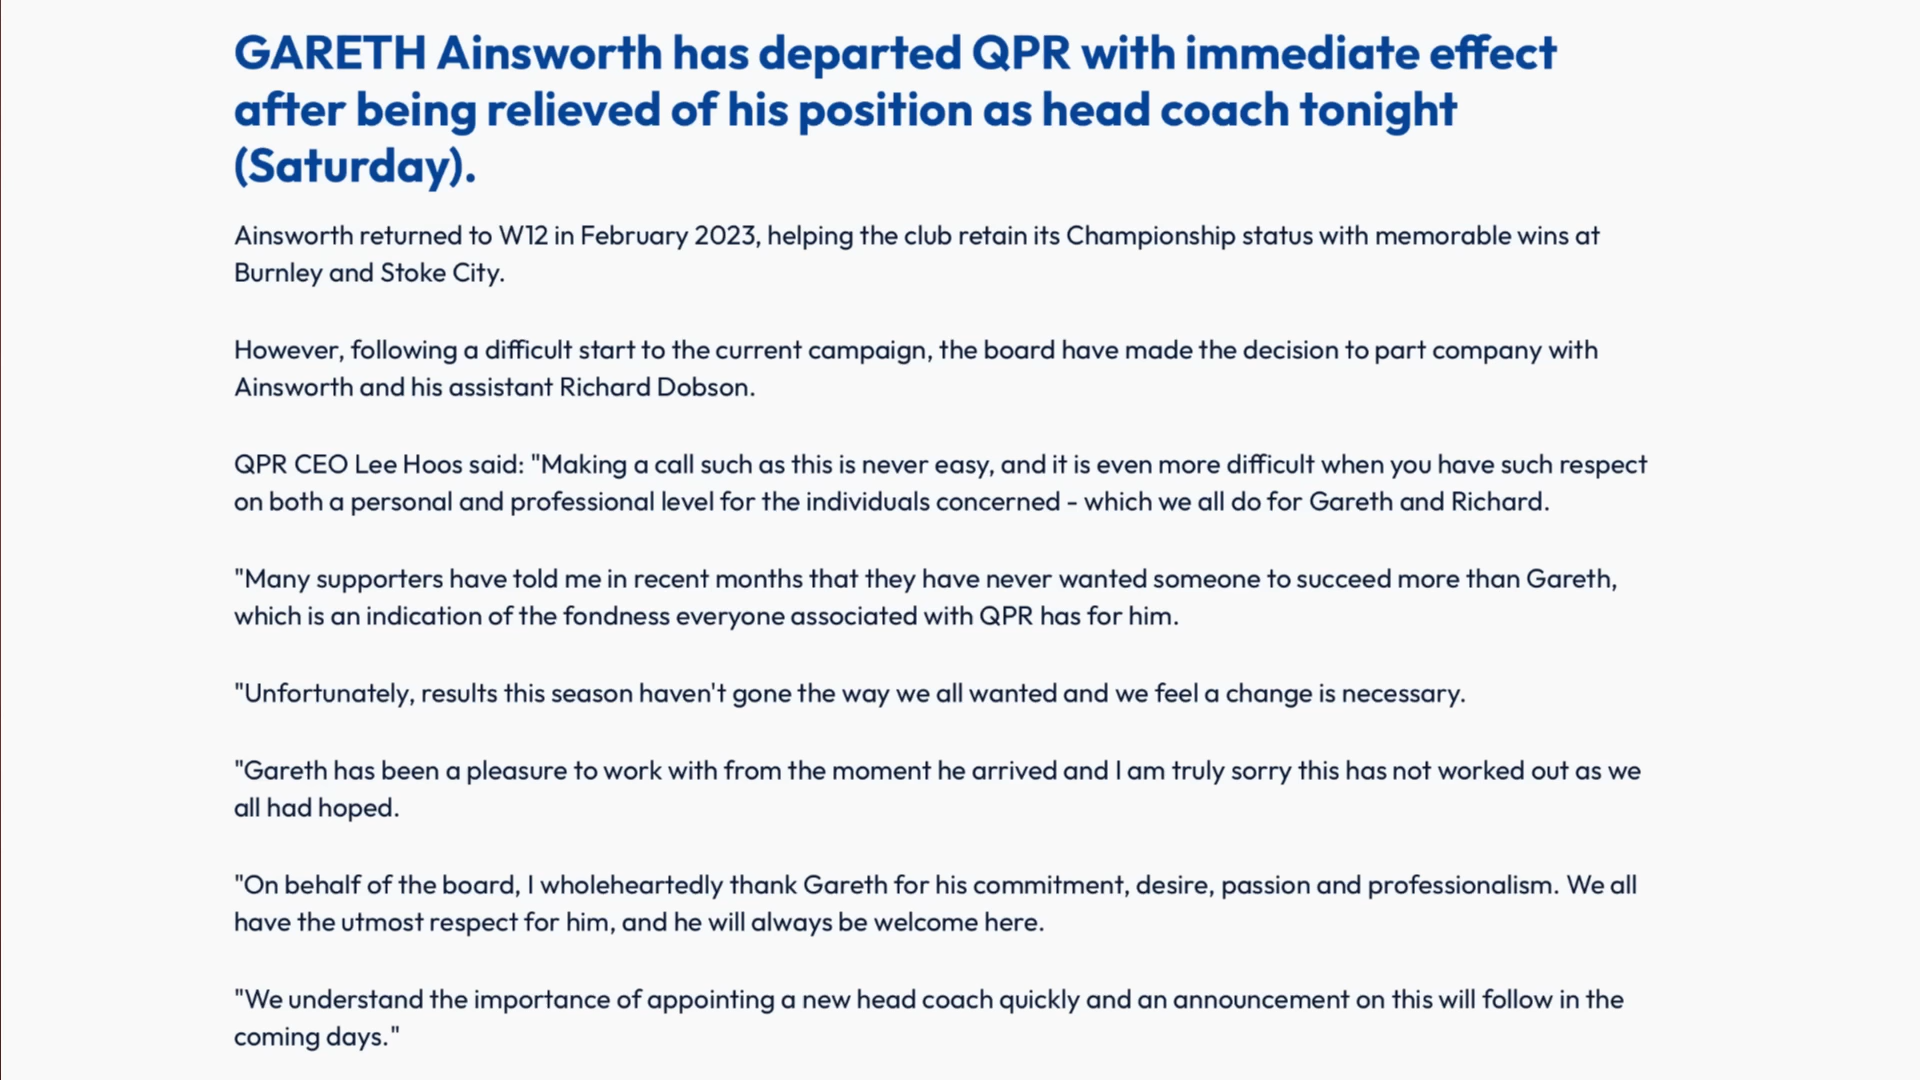 GARETH Ainsworth has departed QPR with immediate effect
after being relieved of his position as head coach tonight
(Saturday).
Ainsworth returned to W12 in February 2023, helping the club retain its Championship status with memorable wins at
Burnley and Stoke City.
However, following a difficult start to the current campaign, the board have made the decision to part company with
Ainsworth and his assistant Richard Dobson.
QPR CEO Lee Hoos said: "Making a call such as this is never easy, and it is even more difficult when you have such respect
on both a personal and professional level for the individuals concerned - which we all do for Gareth and Richard.
"Many supporters have told me in recent months that they have never wanted someone to succeed more than Gareth,
which is an indication of the fondness everyone associated with QPR has for him.
"Unfortunately, results this season haven't gone the way we all wanted and we feel a change is necessary.
"Gareth has been a pleasure to work with from the moment he arrived and I am truly sorry this has not worked out as we
all had hoped.
"On behalf of the board, I wholeheartedly thank Gareth for his commitment, desire, passion and professionalism. We all
have the utmost respect for him, and he will always be welcome here.
"We understand the importance of appointing a new head coach quickly and an announcement on this will follow in the
coming days."